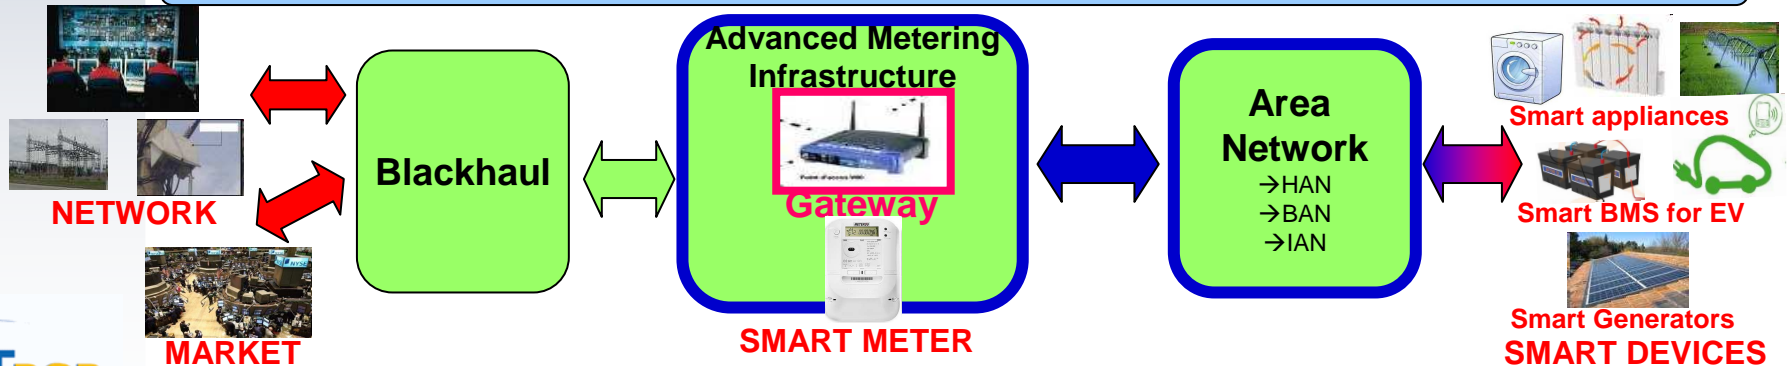 NETWORK
NYSE
MARKET
Blackhaul
Advanced Metering
Infrastructure
Gateway
SMART METER
Area
Network
→HAN
→BAN
→IAN
Smart appliances
Smart BMS for EV
Smart Generators
SMART DEVICES